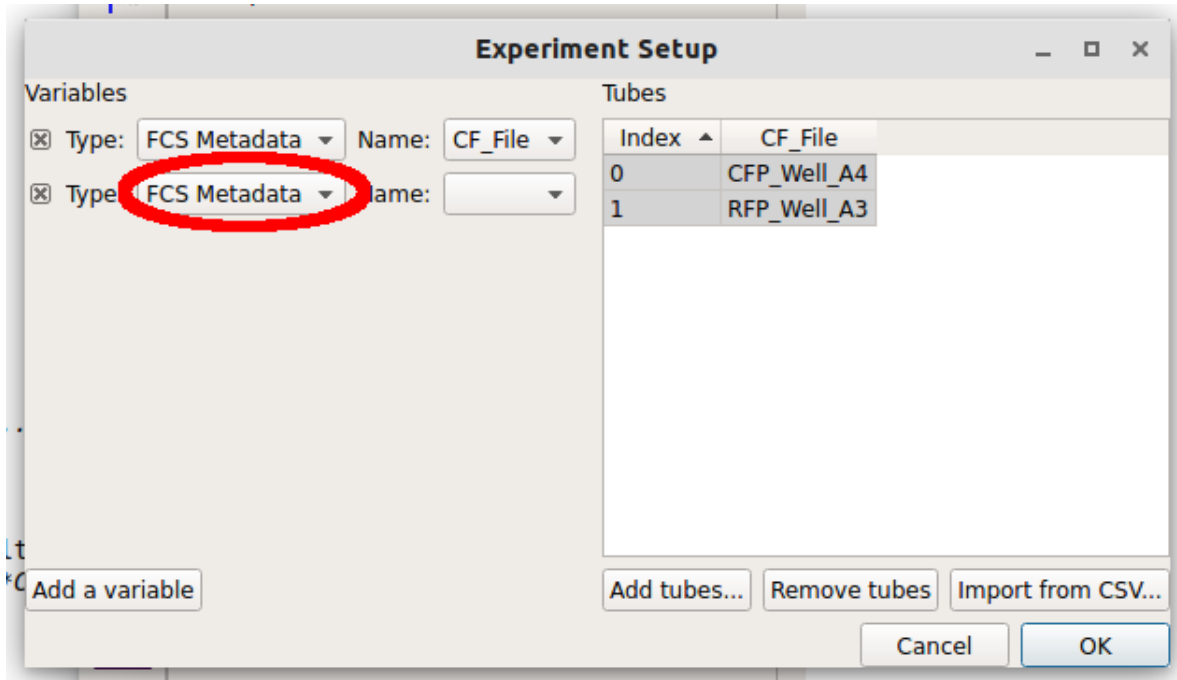 Experiment Setup
Variables
Tubes
Type: FCS Metadata Name: CF_File
Type FCS Metadata Name:
Index CF_File
0 CFP_Well_A4
1 RFP_Well_A3
Add a variable
Add tubes... Remove tubes Import from CSV...
Cancel OK